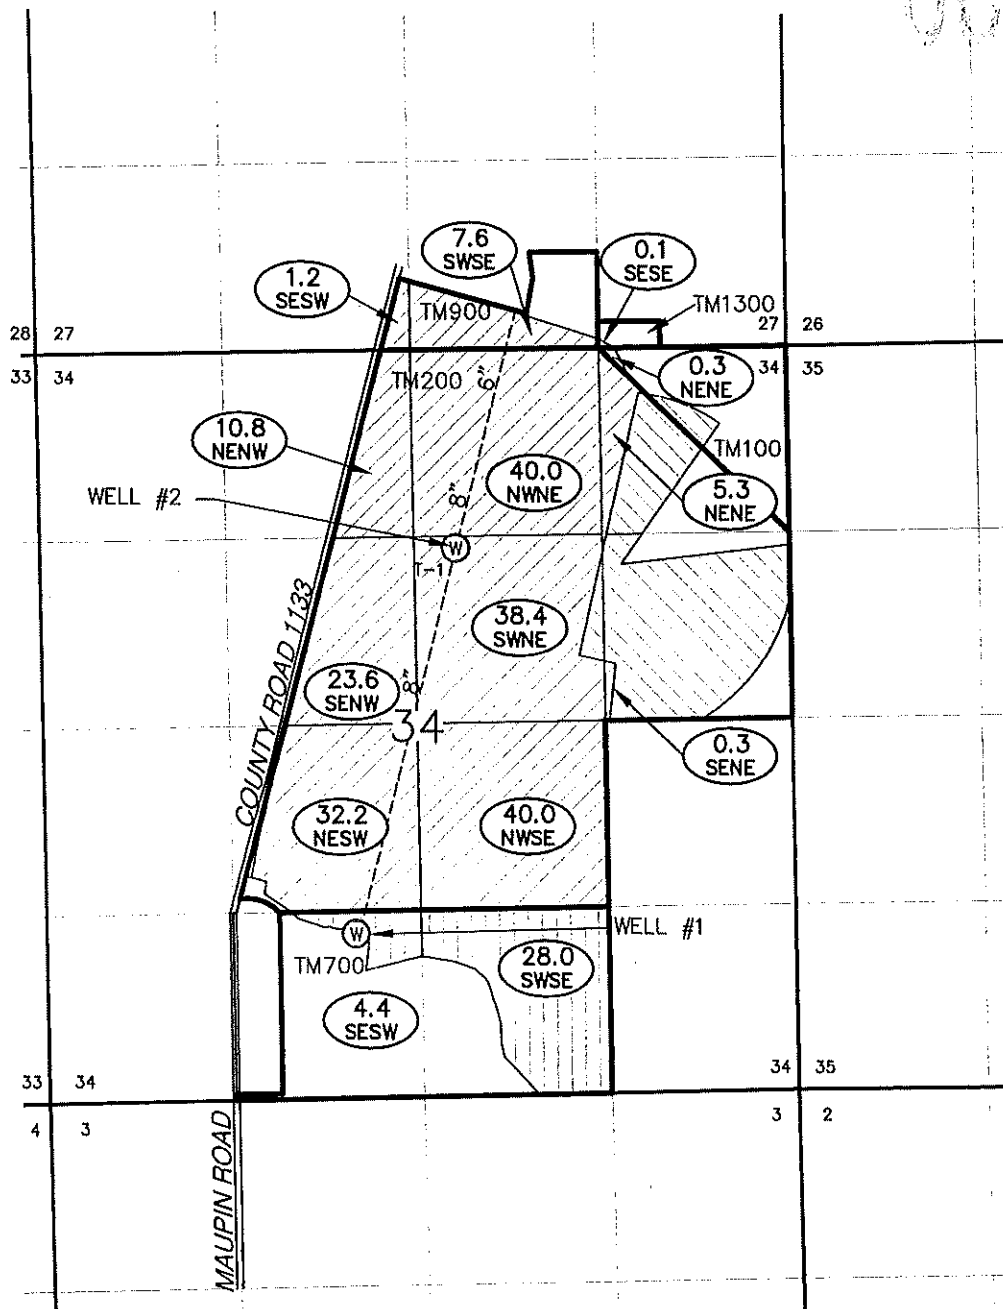 7.6
SWSE
0.1
SESE
1.2
SESW
TM900
TM1300
28 27
27 26
33 34
34 35
TM200
6"
0.3
NENE
10.8
NENW
TM100
WELL #2
8"
40.0
NWNE
5.3
NENE
W
T-1
COUNTY ROAD 1133
38.4
SWNE
23.6
SENW
8"
34
0.3
SENE
32.2
NESW
40.0
NWSE
W
WELL #1
TM700
28.0
SWSE
4.4
SESW
33 34
34 35
4 3
3 2
MAUPIN ROAD